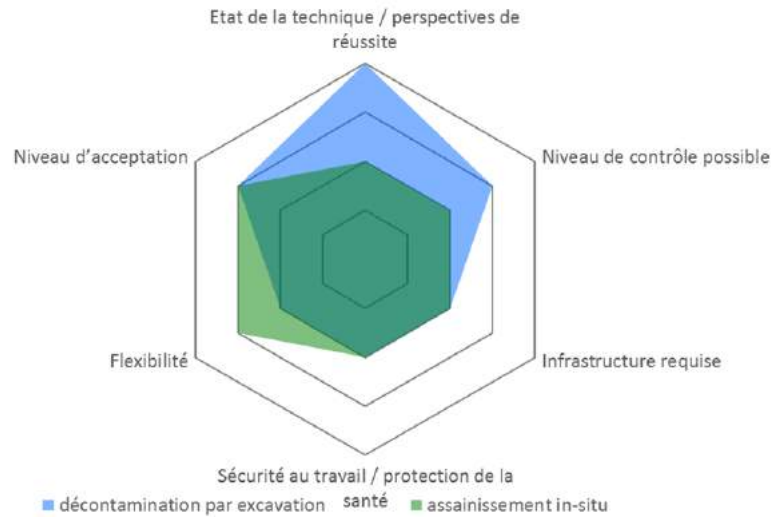 Etat de la technique / perspectives de
réussite
Niveau d'acceptation
Niveau de contrôle possible
Flexibilité
Infrastructure requise
Sécurité au travail / protection de la
santé
décontamination par excavation
assainissement in-situ